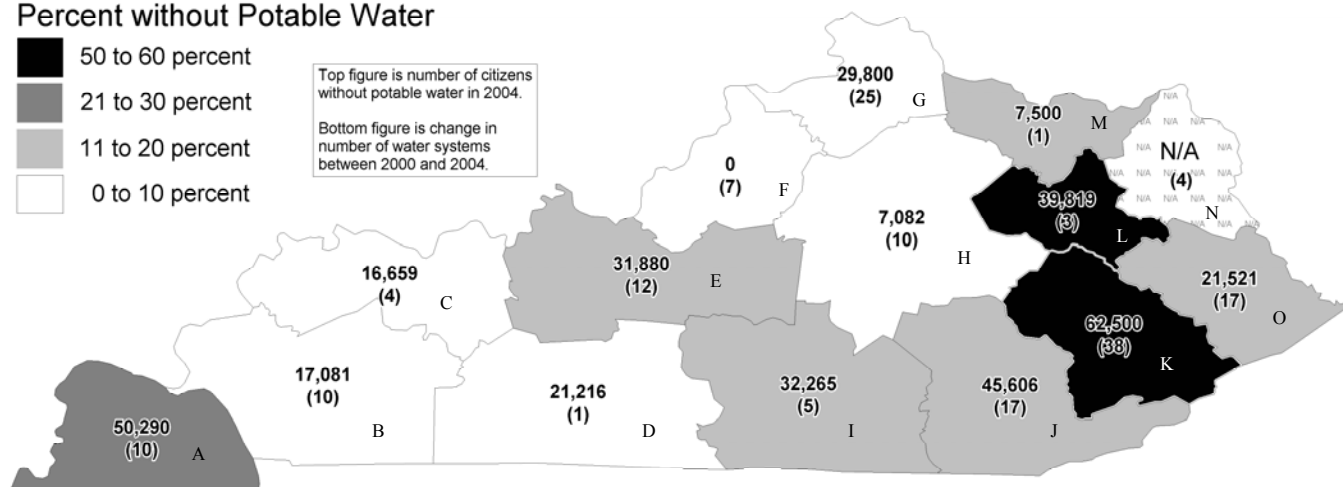 Percent without Potable Water
50 to 60 percent
21 to 30 percent
11 to 20 percent
0 to 10 percent
Top figure is number of citizens
without potable water in 2004.
Bottom figure is change in
number of water systems
between 2000 and 2004.
29,800
(25)
G
7,500
(1)
M
N/A
N/A N/A
N/A N/A N/A
N/A N/A
N/A
(4)
N/A N/A N/A
N/A N/A N/A N/A
N/A N/A N/A
N
0
(7)
F
39,819
(3)
L
7,082
(10)
H
16,659
(4)
C
31,880
(12)
E
21,521
(17)
O
62,500
(38)
K
17,081
(10)
B
21,216
(1)
D
32,265
(5)
I
45,606
(17)
J
50,290
(10)
A